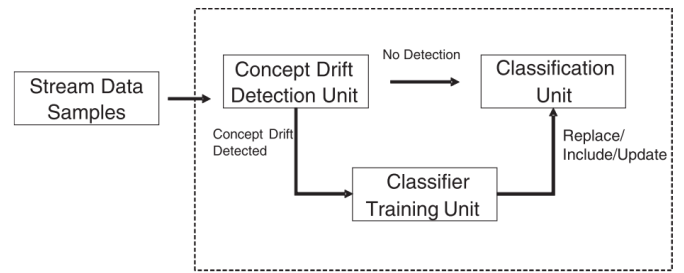 Stream Data
Samples
Concept Drift
Detection Unit
No Detection
Classification
Unit
Concept Drift
Detected
Replace/
Include/Update
Classifier
Training Unit